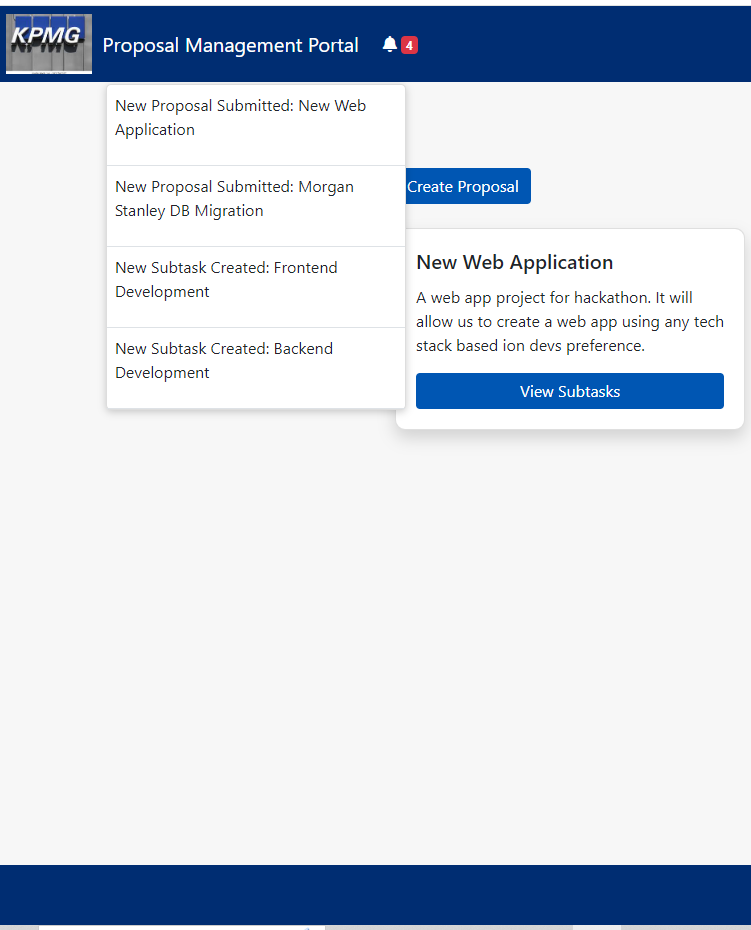 KPMG
Proposal Management Portal
4
New Proposal Submitted: New Web
Application
New Proposal Submitted: Morgan
Stanley DB Migration
New Subtask Created: Frontend
Development
New Subtask Created: Backend
Development
Create Proposal
New Web Application
A web app project for hackathon. It will
allow us to create a web app using any tech
stack based ion devs preference.
View Subtasks